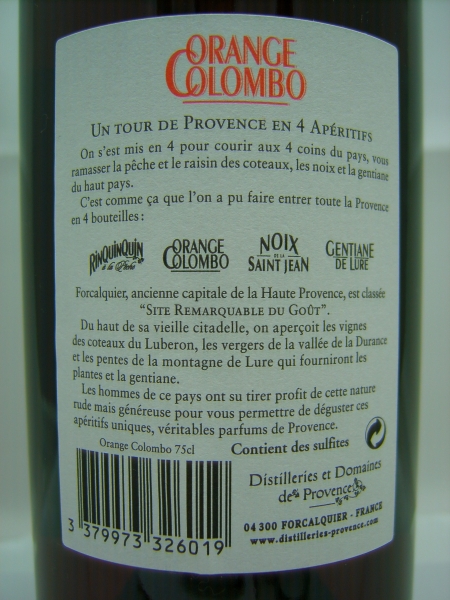 ORANGE
COLOMBO
UN TOUR DE PROVENCE EN 4 APÉRITIFS
On s'est mis en 4 pour courir aux 4 coins du pays, vous
ramasser la pêche et le raisin des coteaux, les noix et la gentiane
du haut pays.
C'est comme ça que l'on a pu faire entrer toute la Provence
en 4 bouteilles :
RINQUINQUIN
à la Pêche
ORANGE
COLOMBO
NOIX
DE LA
SAINT JEAN
GENTIANE
DE LURE
Forcalquier, ancienne capitale de la Haute Provence, est classée
"SITE REMARQUABLE DU GOÛT".
Du haut de sa vieille citadelle, on aperçoit les vignes
des coteaux du Luberon, les vergers de la vallée de la Durance
et les pentes de la montagne de Lure qui fourniront les
plantes et la gentiane.
Les hommes de ce pays ont su tirer profit de cette nature
rude mais généreuse pour vous permettre de déguster ces
apéritifs uniques, véritables parfums de Provence.
Orange Colombo 75cl
Contient des sulfites
Distilleries et Domaines
de Provence
04 300 FORCALQUIER - FRANCE
www.distilleries-provence.com
3 379973 326019